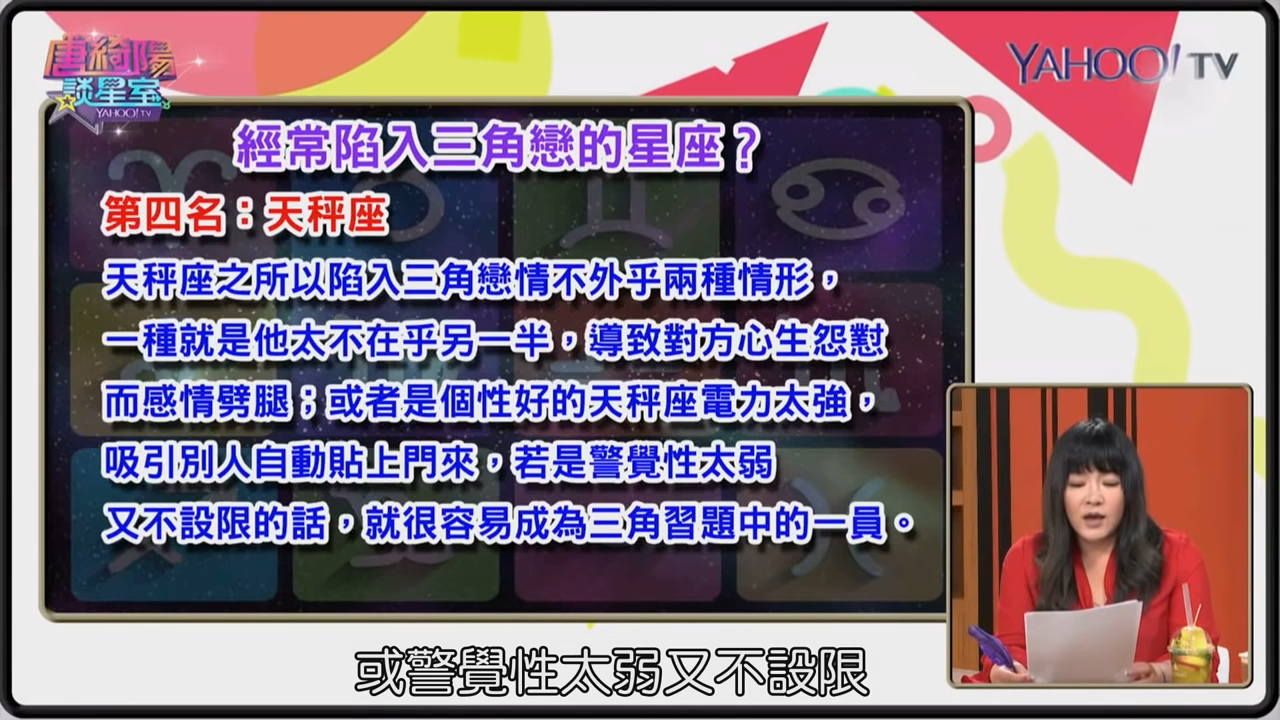 唐綺陽
談星室
YAHOO! TV
YAHOO! TV
經常陷入三角戀的星座？
第四名：天秤座
天秤座之所以陷入三角戀情不外乎兩種情形，
一種就是他太不在乎另一半，導致對方心生怨懟
而感情劈腿；或者是個性好的天秤座電力太強，
吸引別人自動貼上門來，若是警覺性太弱
又不設限的話，就很容易成為三角習題中的一員。
或警覺性太弱又不設限